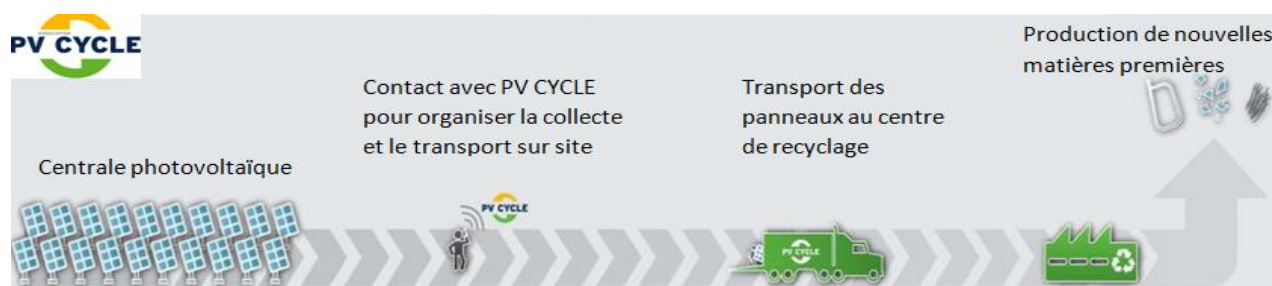 PV CYCLE
Centrale photovoltaïque
Contact avec PV CYCLE
pour organiser la collecte
et le transport sur site
PV CYCLE
Transport des
panneaux au centre
de recyclage
PV CYCLE
Production de nouvelles
matières premières